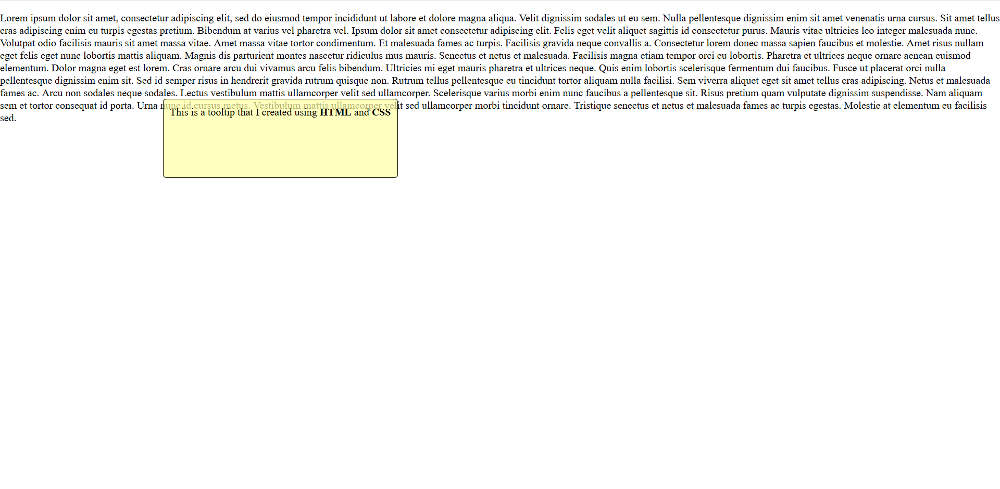 Lorem ipsum dolor sit amet, consectetur adipiscing elit, sed do eiusmod tempor incididunt ut labore et dolore magna aliqua. Velit dignissim sodales ut eu sem. Nulla pellentesque dignissim enim sit amet venenatis urna cursus. Sit amet tellus
cras adipiscing enim eu turpis egestas pretium. Bibendum at varius vel pharetra vel. Ipsum dolor sit amet consectetur adipiscing elit. Felis eget velit aliquet sagittis id consectetur purus. Mauris vitae ultricies leo integer malesuada nunc.
Volutpat odio facilisis mauris sit amet massa vitae. Amet massa vitae tortor condimentum. Et malesuada fames ac turpis. Facilisis gravida neque convallis a. Consectetur lorem donec massa sapien faucibus et molestie. Amet risus nullam
eget felis eget nunc lobortis mattis aliquam. Magnis dis parturient montes nascetur ridiculus mus mauris. Senectus et netus et malesuada. Facilisis magna etiam tempor orci eu lobortis. Pharetra et ultrices neque ornare aenean euismod
elementum. Dolor magna eget est lorem. Cras ornare arcu dui vivamus arcu felis bibendum. Ultricies mi eget mauris pharetra et ultrices neque. Quis enim lobortis scelerisque fermentum dui faucibus. Fusce ut placerat orci nulla
pellentesque dignissim enim sit. Sed id semper risus in hendrerit gravida rutrum quisque non. Rutrum tellus pellentesque eu tincidunt tortor aliquam nulla facilisi. Sem viverra aliquet eget sit amet tellus cras adipiscing. Netus et malesuada
fames ac. Arcu non sodales neque sodales. Lectus vestibulum mattis ullamcorper velit sed ullamcorper. Scelerisque varius morbi enim nunc faucibus a pellentesque sit. Risus pretium quam vulputate dignissim suspendisse. Nam aliquam
sem et tortor consequat id porta. Urna nunc id cursus metus. Vestibulum mattis ullamcorper velit sed ullamcorper morbi tincidunt ornare. Tristique senectus et netus et malesuada fames ac turpis egestas. Molestie at elementum eu facilisis
sed.
This is a tooltip that I created using HTML and CSS